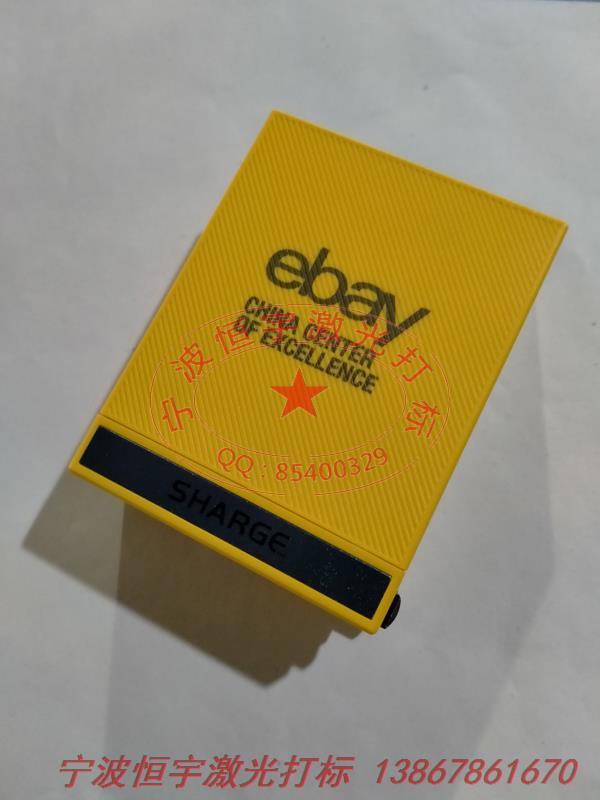 ebay
CHINA CENTER
OF EXCELLENCE
宁波恒宇激光打标
QQ:85400329
SHARGE
宁波恒宇激光打标 13867861670